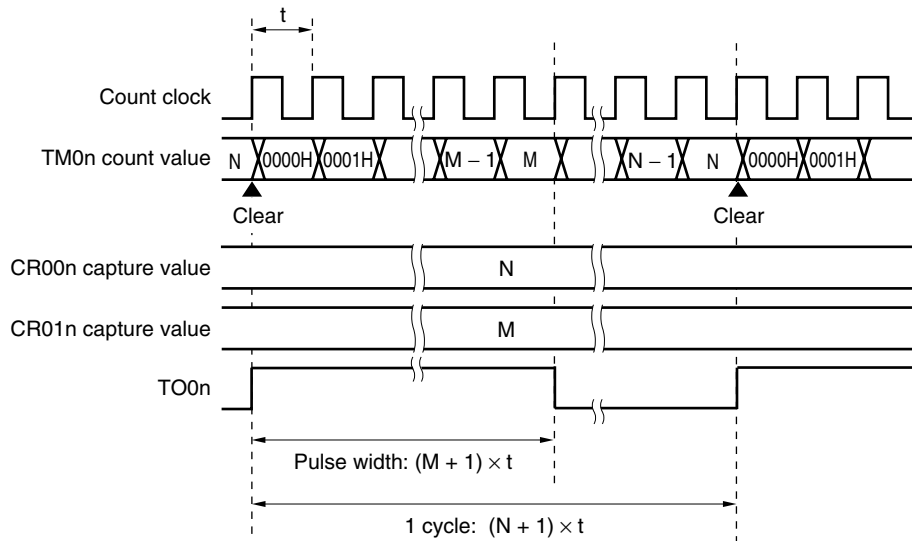 t
Count clock
TM0n count value N 0000H 0001H M – 1 M N – 1 N 0000H 0001H
Clear Clear
CR00n capture value N
CR01n capture value M
TO0n
Pulse width: (M + 1) × t
1 cycle: (N + 1) × t